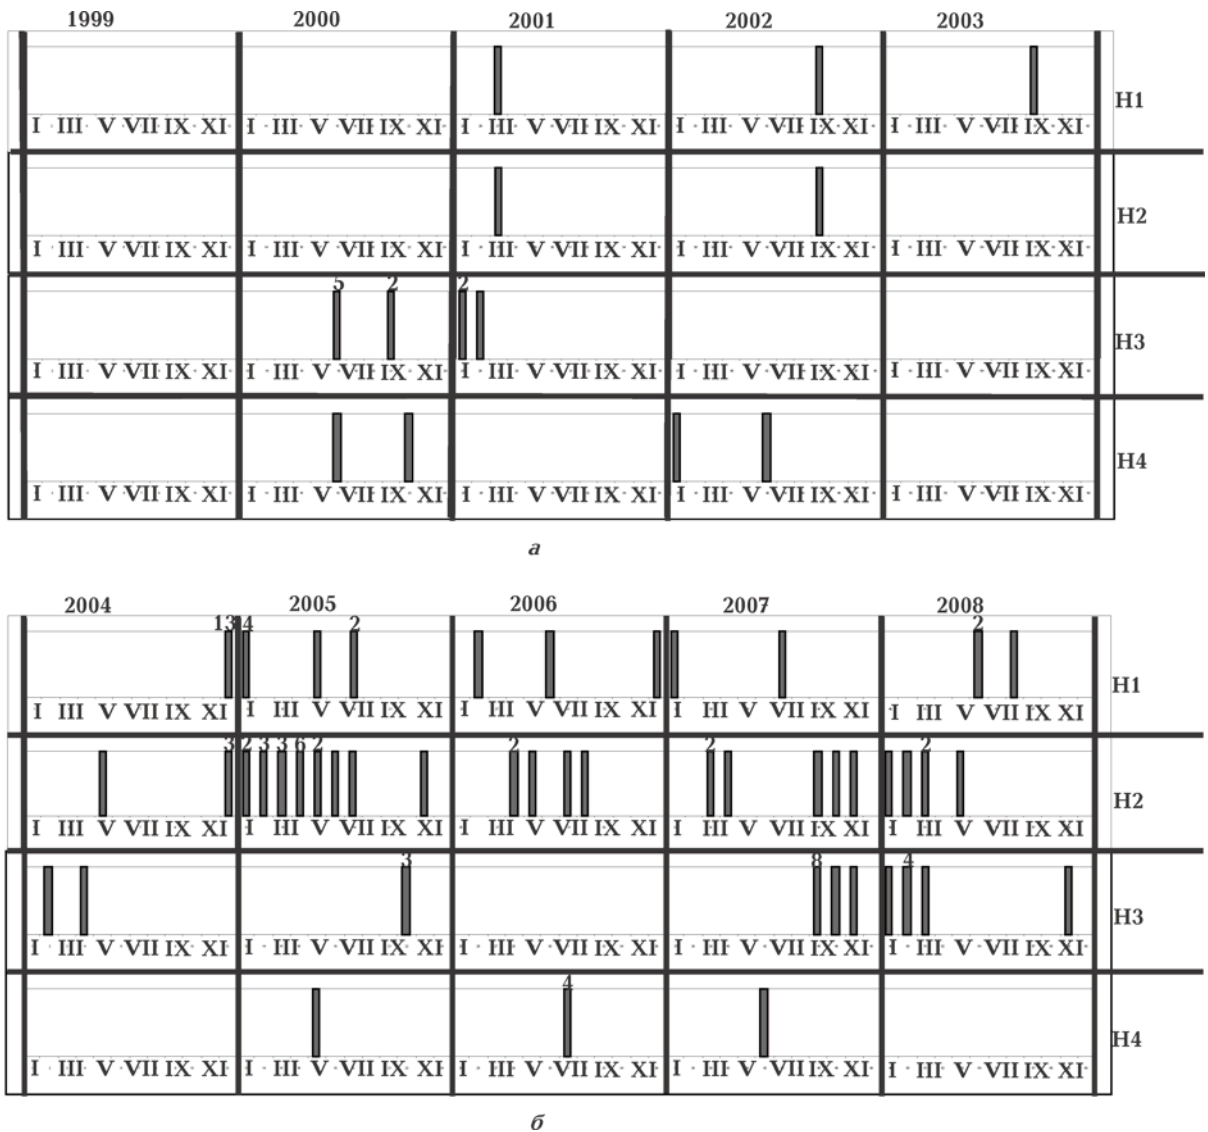 1999 2000 2001 2002 2003
H1
I III V VII IX XI I III V VII IX XI I III V VII IX XI I III V VII IX XI I III V VII IX XI
H2
I III V VII IX XI I III V VII IX XI I III V VII IX XI I III V VII IX XI I III V VII IX XI
5 2 2
H3
I III V VII IX XI I III V VII IX XI I III V VII IX XI I III V VII IX XI I III V VII IX XI
H4
I III V VII IX XI I III V VII IX XI I III V VII IX XI I III V VII IX XI I III V VII IX XI
а
2004 2005 2006 2007 2008
13 4 2 2
H1
I III V VII IX XI I III V VII IX XI I III V VII IX XI I III V VII IX XI I III V VII IX XI
3 2 3 3 6 2 2 2 2
H2
I III V VII IX XI I III V VII IX XI I III V VII IX XI I III V VII IX XI I III V VII IX XI
3 8 4
H3
I III V VII IX XI I III V VII IX XI I III V VII IX XI I III V VII IX XI I III V VII IX XI
4
H4
I III V VII IX XI I III V VII IX XI I III V VII IX XI I III V VII IX XI I III V VII IX XI
б